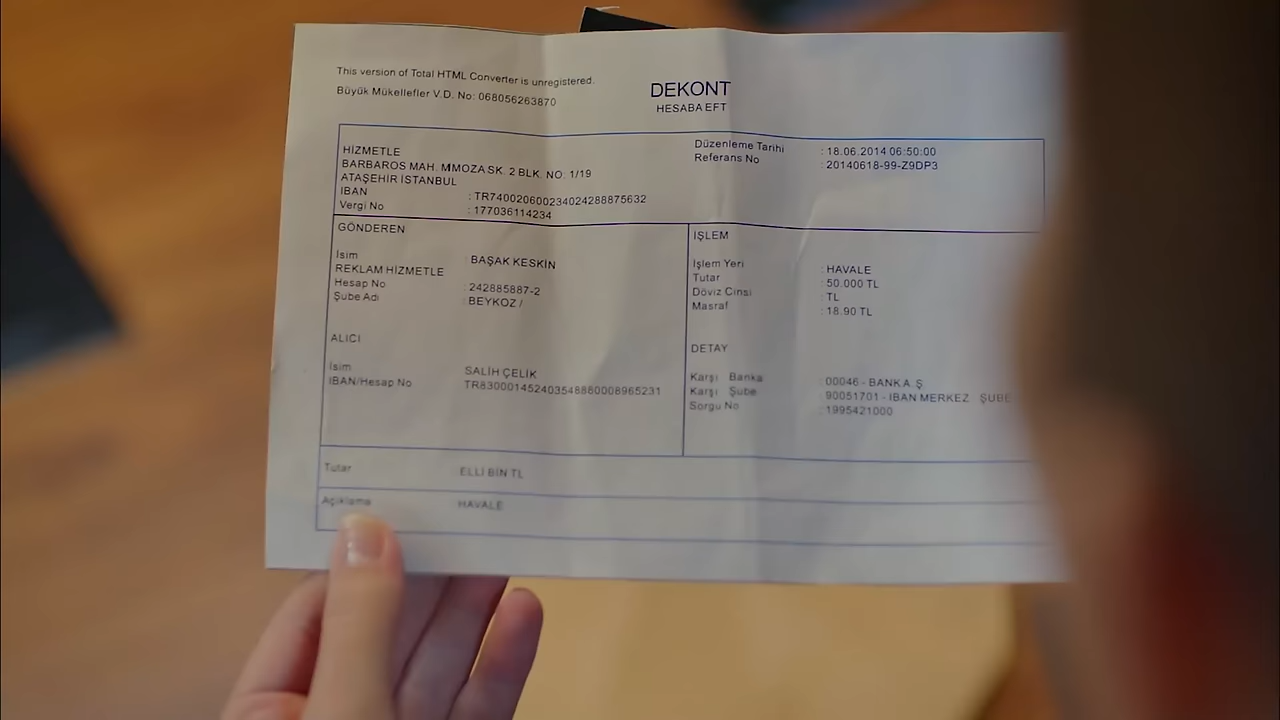 This version of Total HTML Converter is unregistered.
Büyük Mükellefler V.D. No: 068056263870
DEKONT
HESABA EFT
HİZMETLE
BARBAROS MAH. MMOZA SK. 2 BLK. NO: 1/19
ATAŞEHİR İSTANBUL
IBAN : TR740020600234024288875632
Vergi No : 177036114234
Düzenleme Tarihi : 18.06.2014 06:50:00
Referans No : 20140618-99-Z9DP3
GÖNDEREN
İsim : BAŞAK KESKİN
REKLAM HİZMETLE
Hesap No : 242885887-2
Şube Adı : BEYKOZ /
İŞLEM
İşlem Yeri : HAVALE
Tutar : 50.000 TL
Döviz Cinsi : TL
Masraf : 18.90 TL
ALICI
İsim SALİH ÇELİK
IBAN/Hesap No TR830001452403548880008965231
DETAY
Karşı Banka : 00046 - BANK A.Ş
Karşı Şube : 90051701 - IBAN MERKEZ ŞUBE
Sorgu No : 1995421000
Tutar ELLİ BİN TL
Açıklama HAVALE